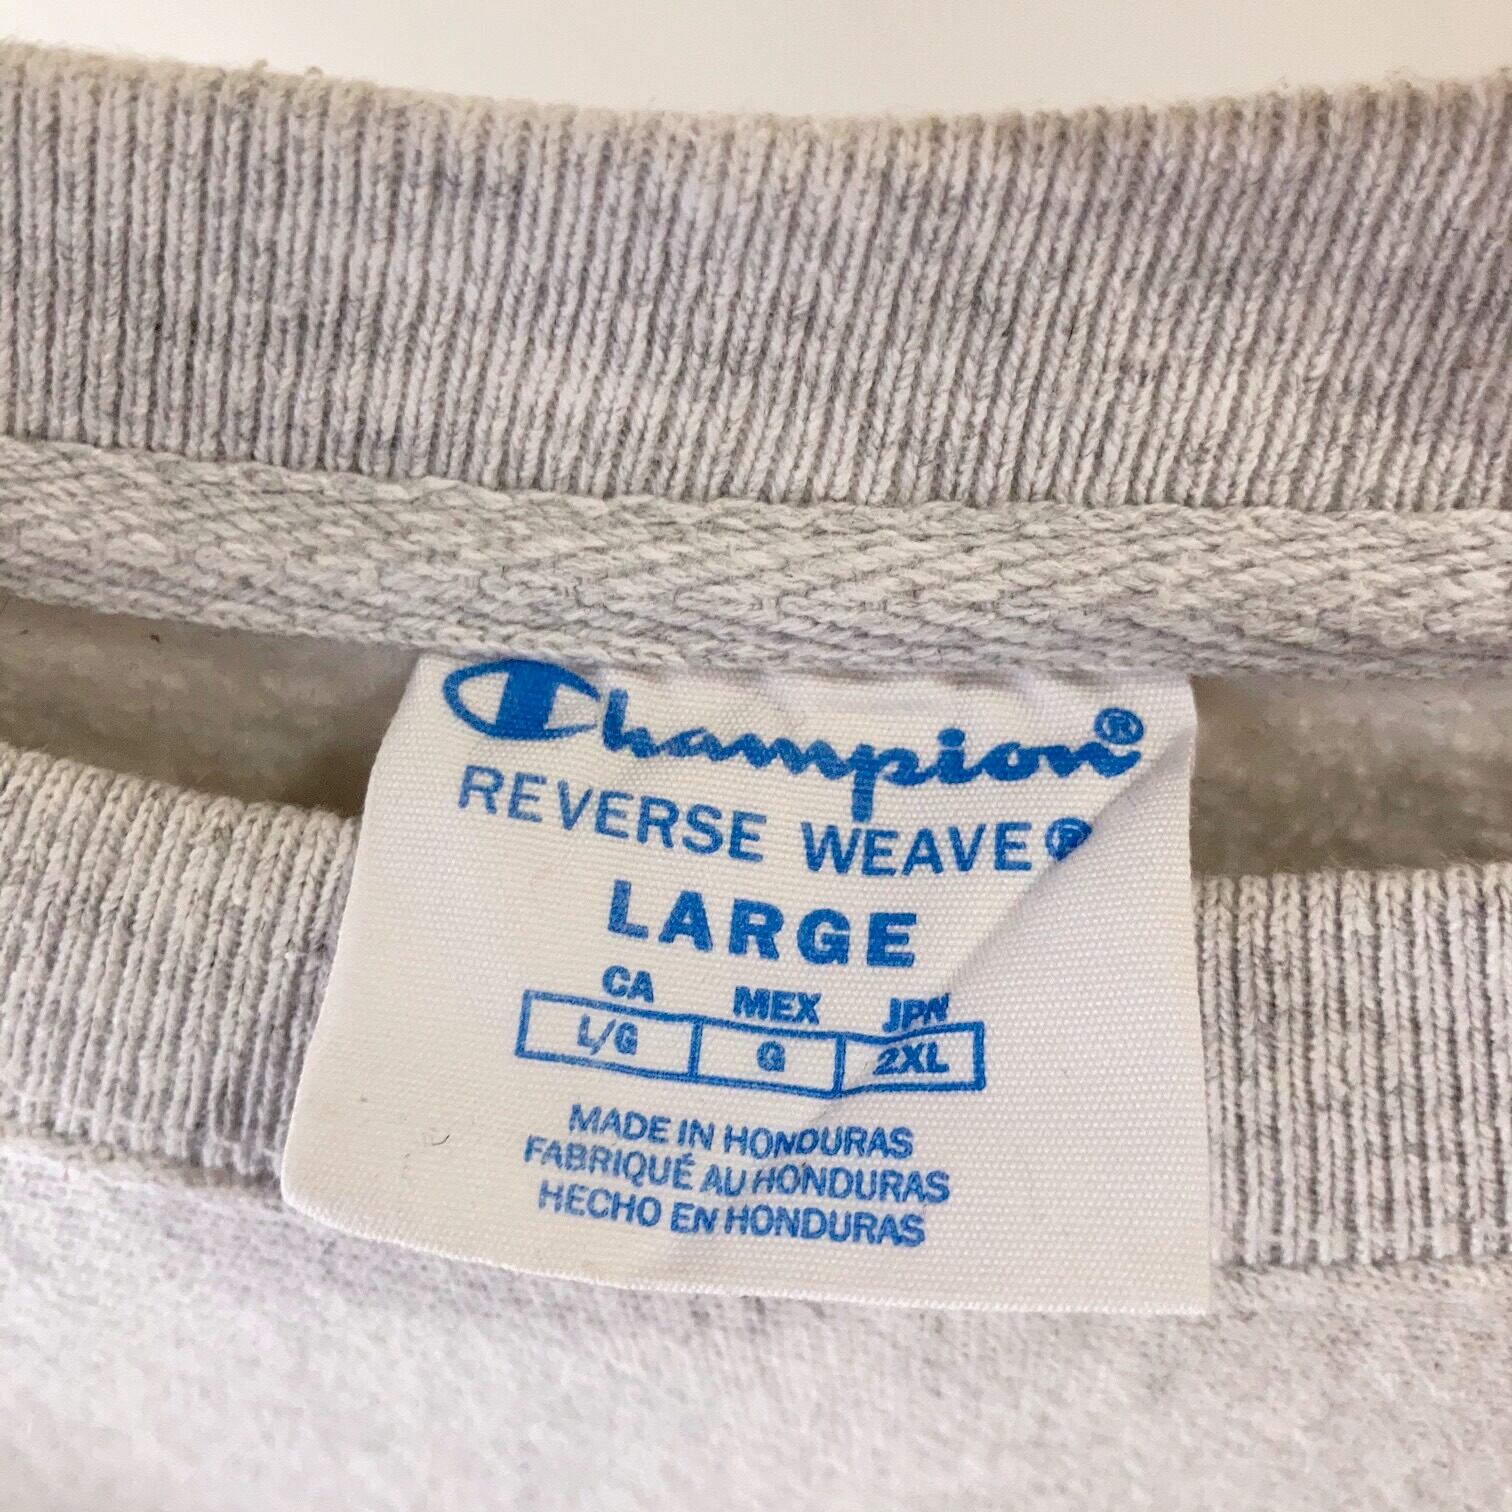 Champion®
REVERSE WEAVE®
LARGE
CA MEX JPN
L/G G 2XL
MADE IN HONDURAS
FABRIQUÉ AU HONDURAS
HECHO EN HONDURAS